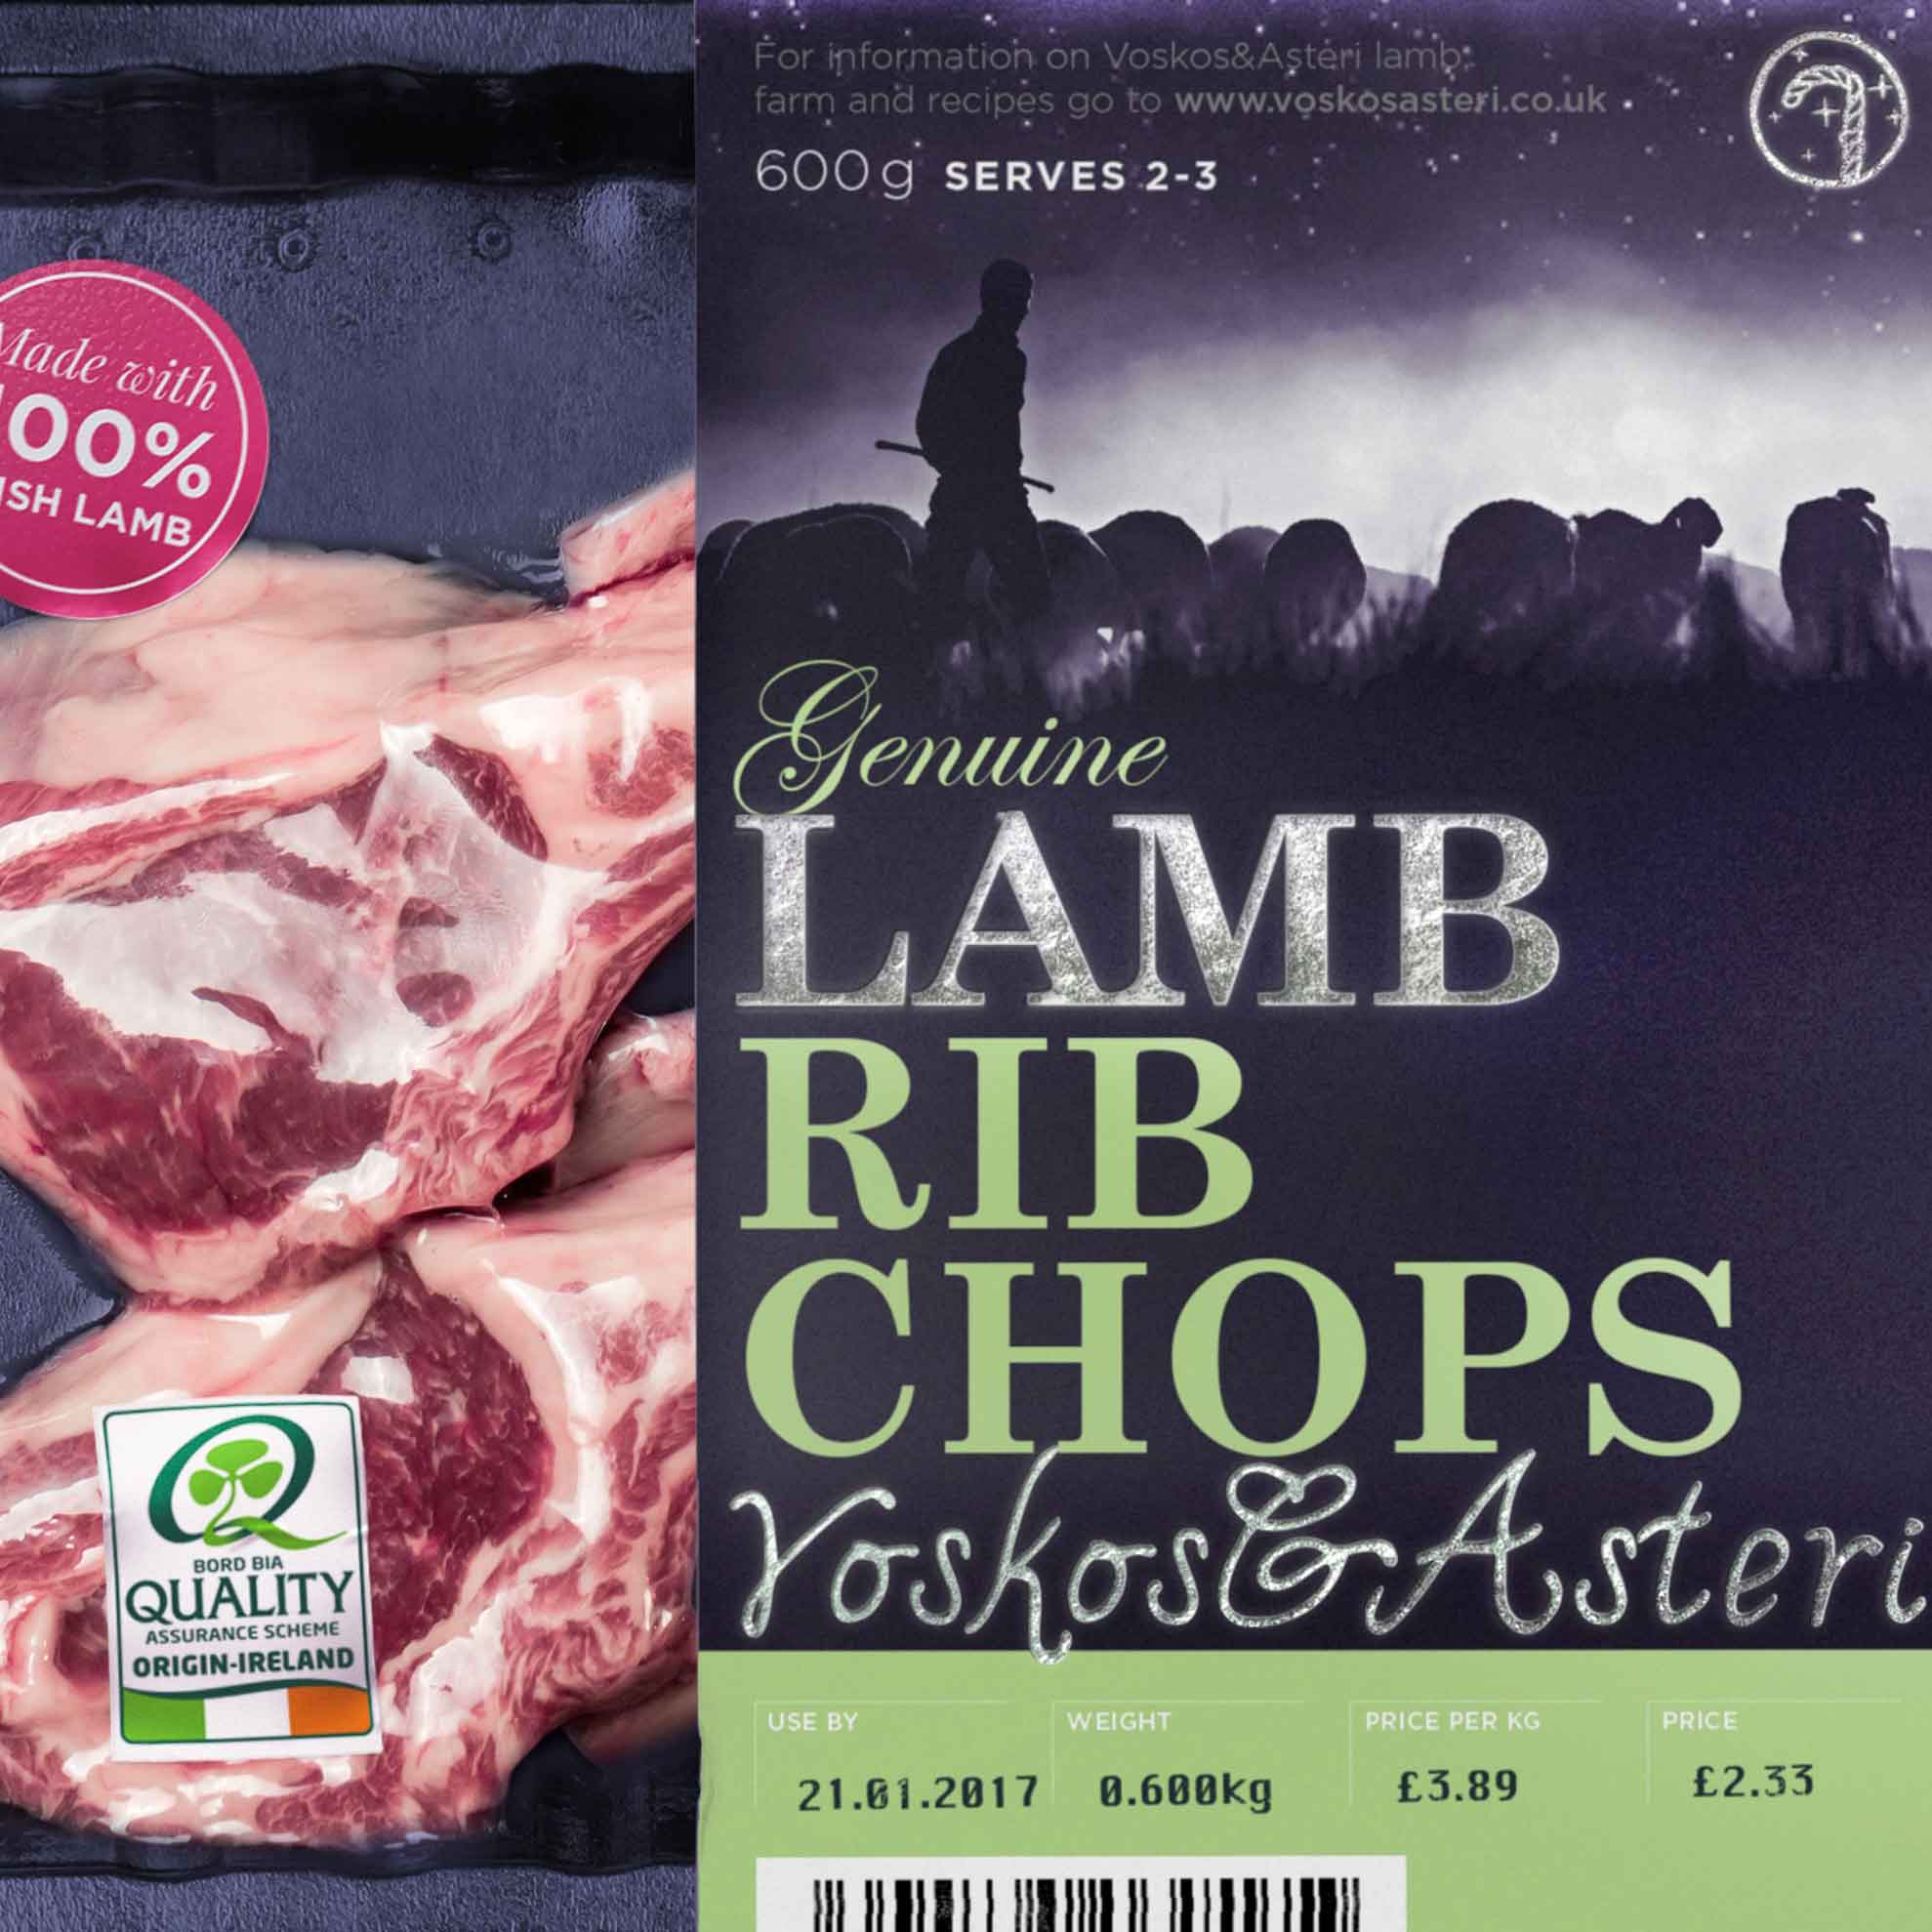 Made with
00%
ISH LAMB
BORD BIA
QUALITY
ASSURANCE SCHEME
ORIGIN-IRELAND
For information on Voskos&Asteri lamb,
farm and recipes go to www.voskosasteri.co.uk
600g SERVES 2-3
Genuine
LAMB
RIB
CHOPS
Voskos&Asteri
USE BY
21.01.2017
WEIGHT
0.600kg
PRICE PER KG
£3.89
PRICE
£2.33